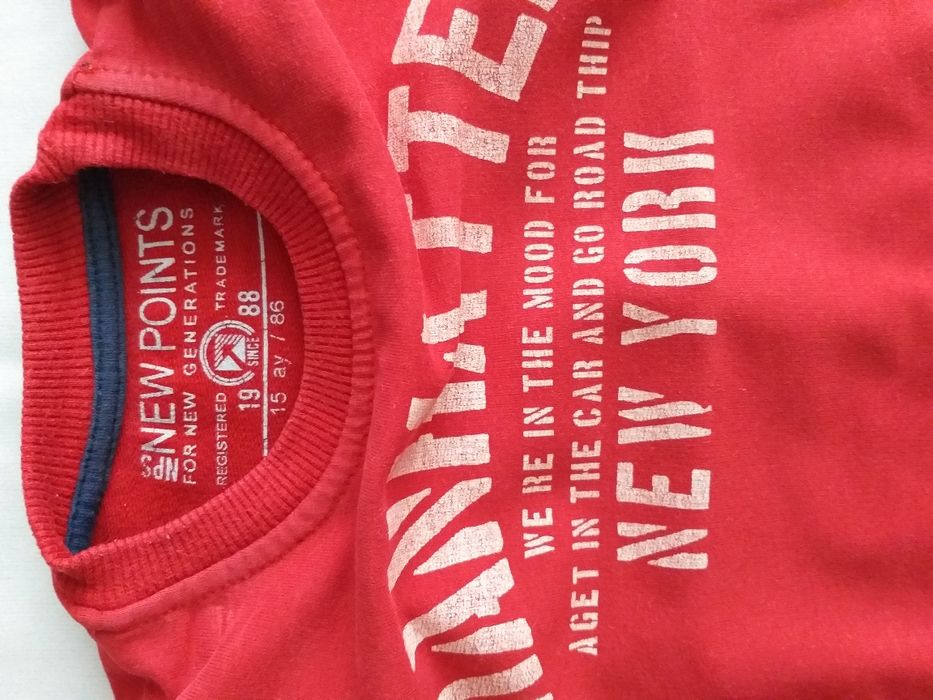 NPS NEW POINTS
FOR NEW GENERATIONS
REGISTERED TRADEMARK
19 SINCE 88
15 ay / 86
WE RE IN THE MOOD FOR
AGET IN THE CAR AND GO ROAD THIP
NEW YORK